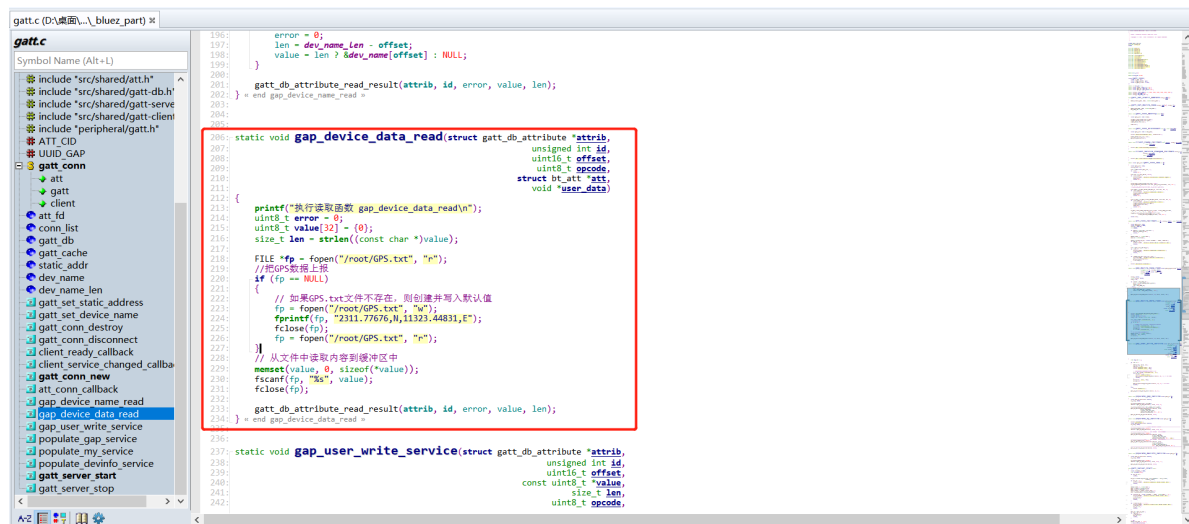 gatt.c (D:\桌面\...\_bluez_part)
gatt.c
Symbol Name (Alt+L)
include "src/shared/att.h"
include "src/shared/gatt-db.h"
include "src/shared/gatt-serve
include "src/shared/gatt-client
include "peripheral/gatt.h"
ATT_CID
UUID_GAP
gatt_conn
att
gatt
client
att_fd
conn_list
gatt_db
gatt_cache
static_addr
dev_name
dev_name_len
gatt_set_static_address
gatt_set_device_name
gatt_conn_destroy
gatt_conn_disconnect
client_ready_callback
client_service_changed_callba
gatt_conn_new
att_conn_callback
gap_device_name_read
gap_device_data_read
gap_user_write_service
populate_gap_service
populate_my_service
populate_devinfo_service
gatt_server_start
gatt_server_stop
A-Z
196: error = 0;
197: len = dev_name_len - offset;
198: value = len ? &dev_name[offset] : NULL;
199: }
200:
201: gatt_db_attribute_read_result(attrib, id, error, value, len);
202: } « end gap_device_name_read »
203:
204:
205:
206: static void gap_device_data_read(struct gatt_db_attribute *attrib,
207: unsigned int id,
208: uint16_t offset,
209: uint8_t opcode,
210: struct bt_att *att,
211: void *user_data)
212: {
213: printf("执行读取函数 gap_device_data_read\n");
214: uint8_t error = 0;
215: uint8_t value[32] = {0};
216: size_t len = strlen((const char *)value);
217:
218: FILE *fp = fopen("/root/GPS.txt", "r");
219: //把GPS数据上报
220: if (fp == NULL)
221: {
222: // 如果GPS.txt文件不存在，则创建并写入默认值
223: fp = fopen("/root/GPS.txt", "w");
224: fprintf(fp, "2311.77676,N,11323.44831,E");
225: fclose(fp);
226: fp = fopen("/root/GPS.txt", "r");
227: }
228: // 从文件中读取内容到缓冲区中
229: memset(value, 0, sizeof(*value));
230: fscanf(fp, "%s", value);
231: fclose(fp);
232:
233: gatt_db_attribute_read_result(attrib, id, error, value, len);
234: } « end gap_device_data_read »
235:
236:
237: static void gap_user_write_service(struct gatt_db_attribute *attrib,
238: unsigned int id,
239: uint16_t offset,
240: const uint8_t *value,
241: size_t len,
242: uint8_t opcode,